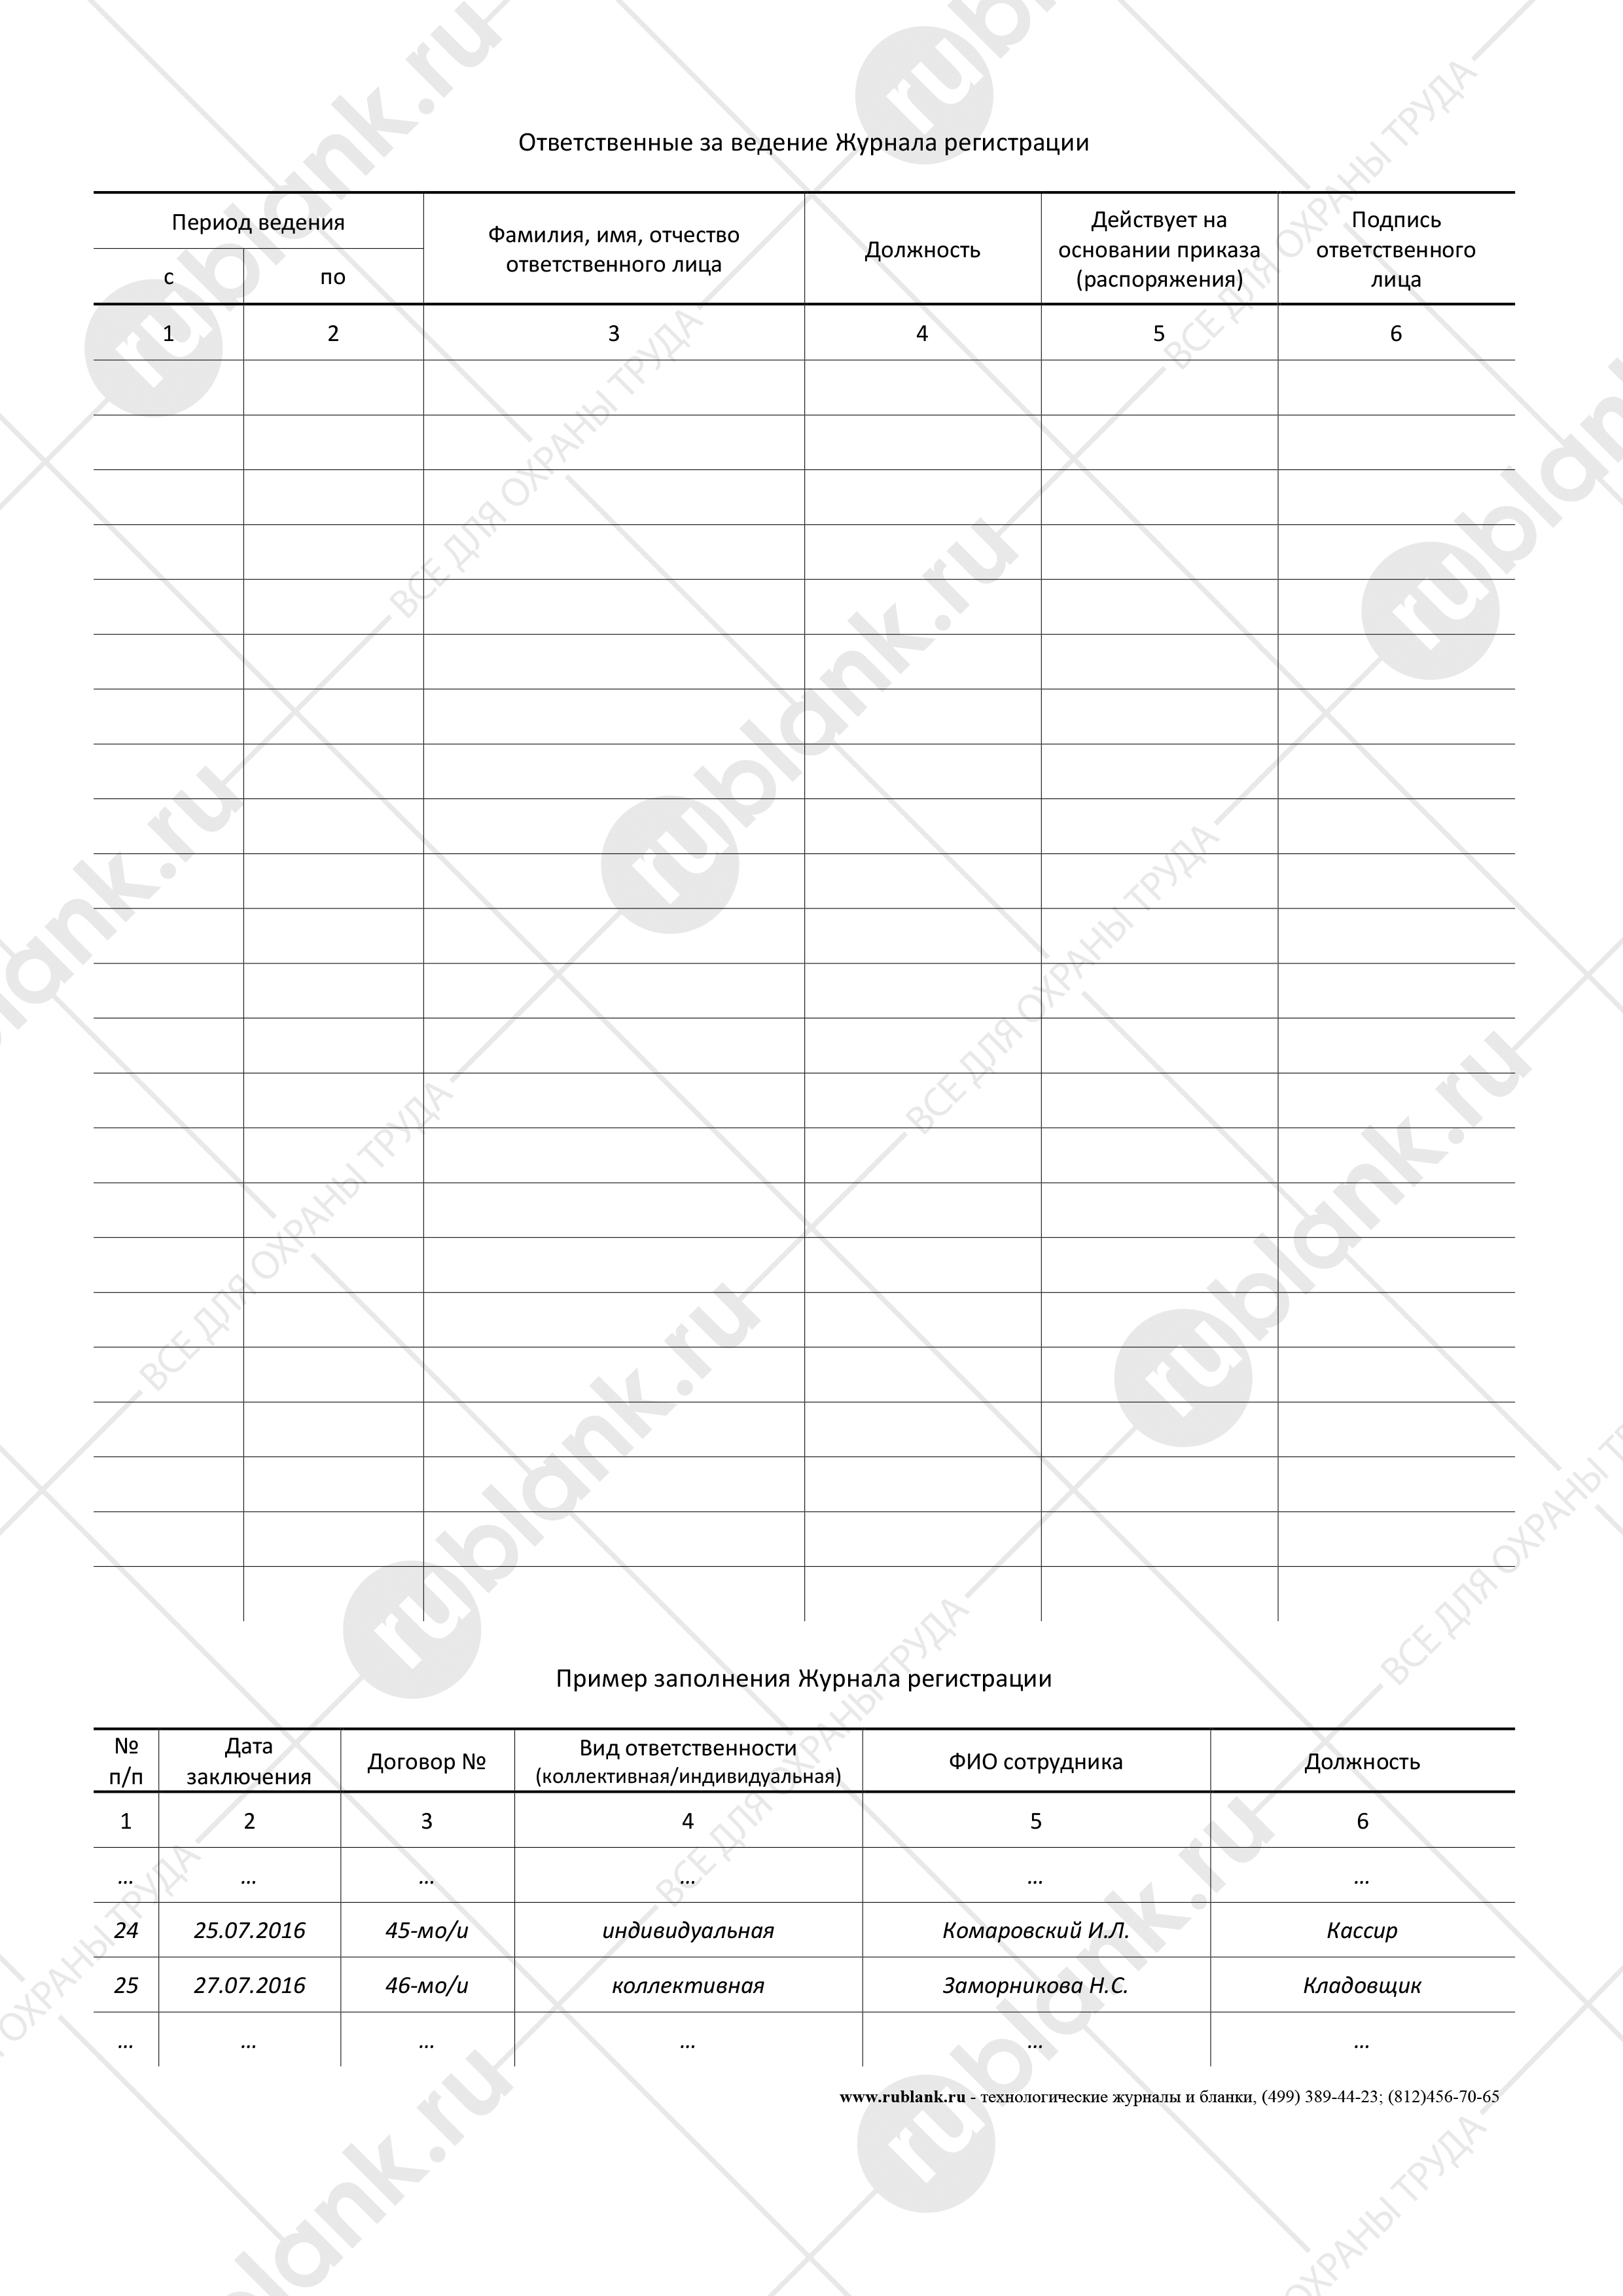 Ответственные за ведение Журнала регистрации
Период ведения
с
по
Фамилия, имя, отчество
ответственного лица
Должность
Действует на
основании приказа
(распоряжения)
Подпись
ответственного
лица
1 2 3 4 5 6
Пример заполнения Журнала регистрации
№
п/п
Дата
заключения
Договор №
Вид ответственности
(коллективная/индивидуальная)
ФИО сотрудника
Должность
1 2 3 4 5 6
... ... ... ... ... ...
24 25.07.2016 45-мо/и индивидуальная Комаровский И.Л. Кассир
25 27.07.2016 46-мо/и коллективная Заморникова Н.С. Кладовщик
... ... ... ... ... ...
www.rublank.ru - технологические журналы и бланки, (499) 389-44-23; (812)456-70-65
rublank.ru
ВСЕ ДЛЯ ОХРАНЫ ТРУДА